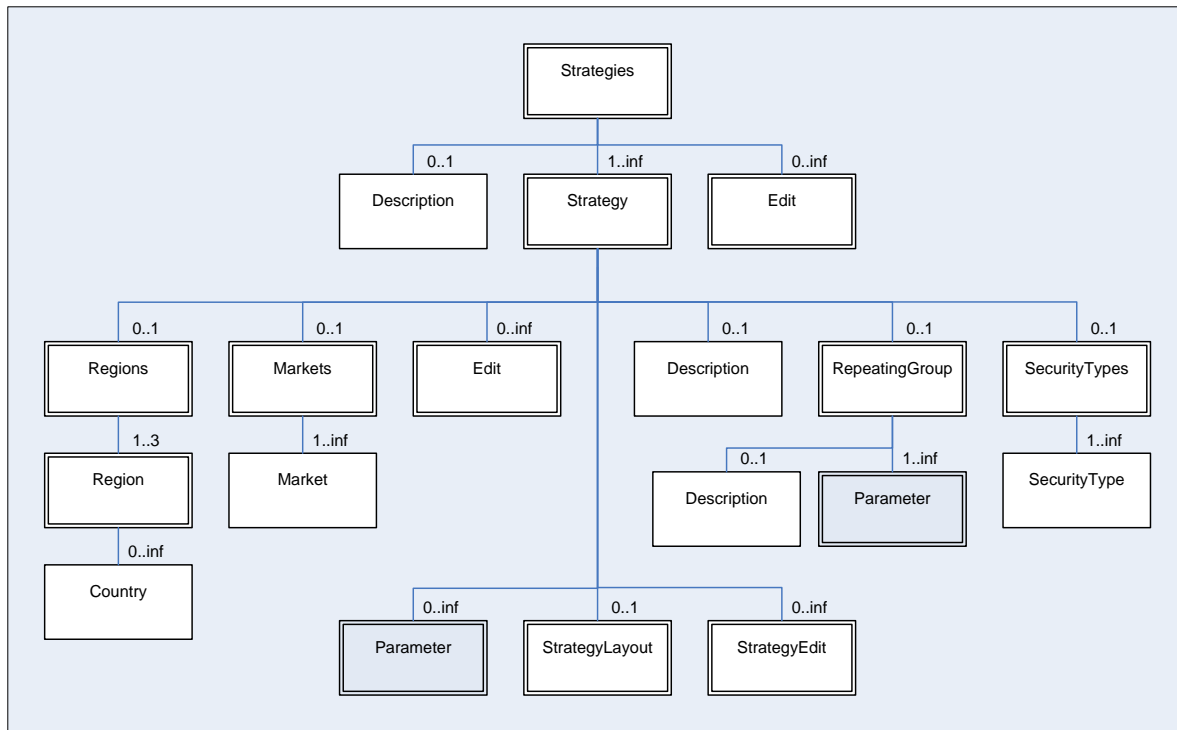 Strategies
0..1
1..inf
0..inf
Description
Strategy
Edit
0..1
0..1
0..inf
0..1
0..1
0..1
Regions
Markets
Edit
Description
RepeatingGroup
SecurityTypes
1..3
1..inf
0..1
1..inf
1..inf
Region
Market
Description
Parameter
SecurityType
0..inf
Country
0..inf
0..1
0..inf
Parameter
StrategyLayout
StrategyEdit